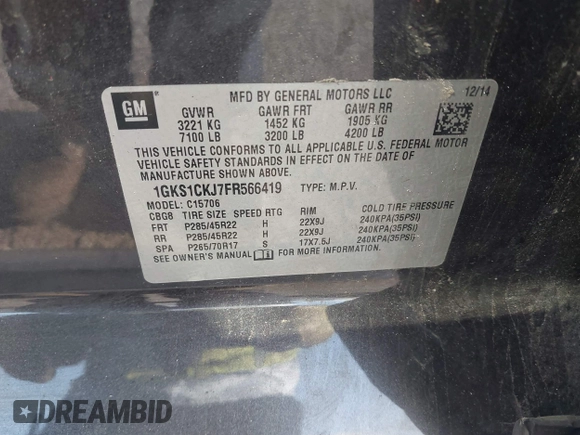 GM
MFD BY GENERAL MOTORS LLC
12/14
GVWR GAWR FRT GAWR RR
3221 KG 1452 KG 1905 KG
7100 LB 3200 LB 4200 LB
THIS VEHICLE CONFORMS TO ALL APPLICABLE U.S. FEDERAL MOTOR
VEHICLE SAFETY STANDARDS IN EFFECT ON THE DATE OF
MANUFACTURE SHOWN ABOVE.
1GKS1CKJ7FR566419 TYPE: M.P.V.
MODEL: C15706
CBG8 TIRE SIZE SPEED RTG RIM COLD TIRE PRESSURE
FRT P285/45R22 H 22X9J 240KPA(35PSI)
RR P285/45R22 H 22X9J 240KPA(35PSI)
SPA P265/70R17 S 17X7.5J 240KPA(35PSI)
SEE OWNER'S MANUAL FOR MORE INFORMATION.
DREAMBID